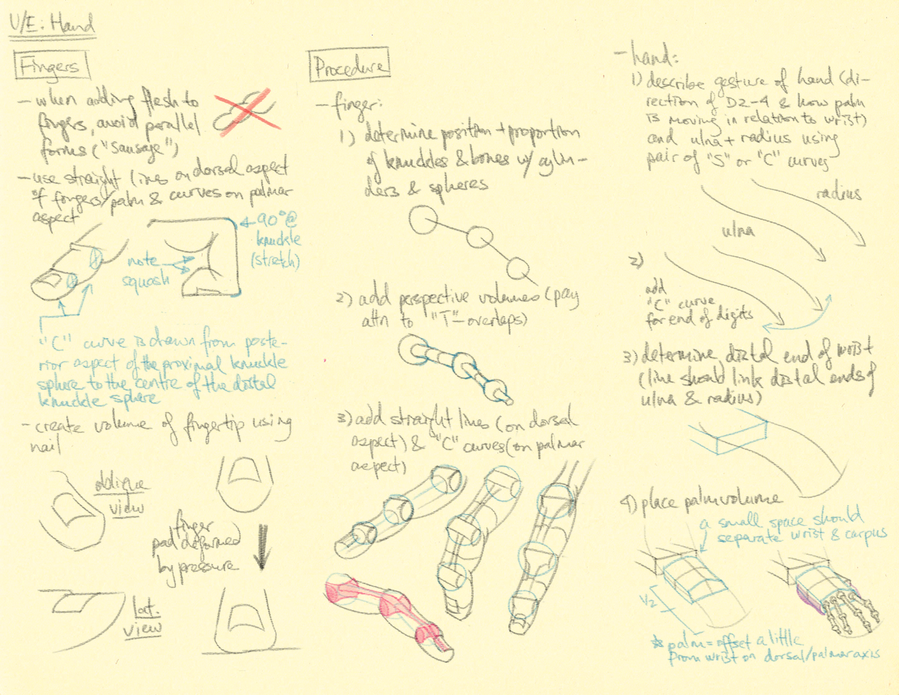 U/E: Hand
Fingers
- when adding flesh to
fingers, avoid parallel
forms ("sausage")
- use straight lines on dorsal aspect
of fingers/palm & curves on palmar
aspect
90° @
knuckle
(stretch)
note
squash
"C" curve is drawn from poste-
rior aspect of the proximal knuckle
sphere to the centre of the distal
knuckle sphere
- create volume of fingertip using
nail
oblique
view
finger
pad deformed
by pressure
lat.
view
Procedure
- finger:
1) determine position + proportion
of knuckles & bones w/ cylin-
ders & spheres
2) add perspective volumes (pay
attn to "T"-overlaps)
3) add straight lines (on dorsal
aspect) & "C" curves (on palmar
aspect)
- hand:
1) describe gesture of hand (di-
rection of D2-4 & how palm
is moving in relation to wrist)
and ulna + radius using
pair of "S" or "C" curves
radius
ulna
2)
add
"C" curve
for end of digits
3) determine distal end of wrist
(line should link distal ends of
ulna & radius)
4) place palm volume
a small space should
separate wrist & carpus
1/2
* palm = offset a little
from wrist on dorsal/palmar axis